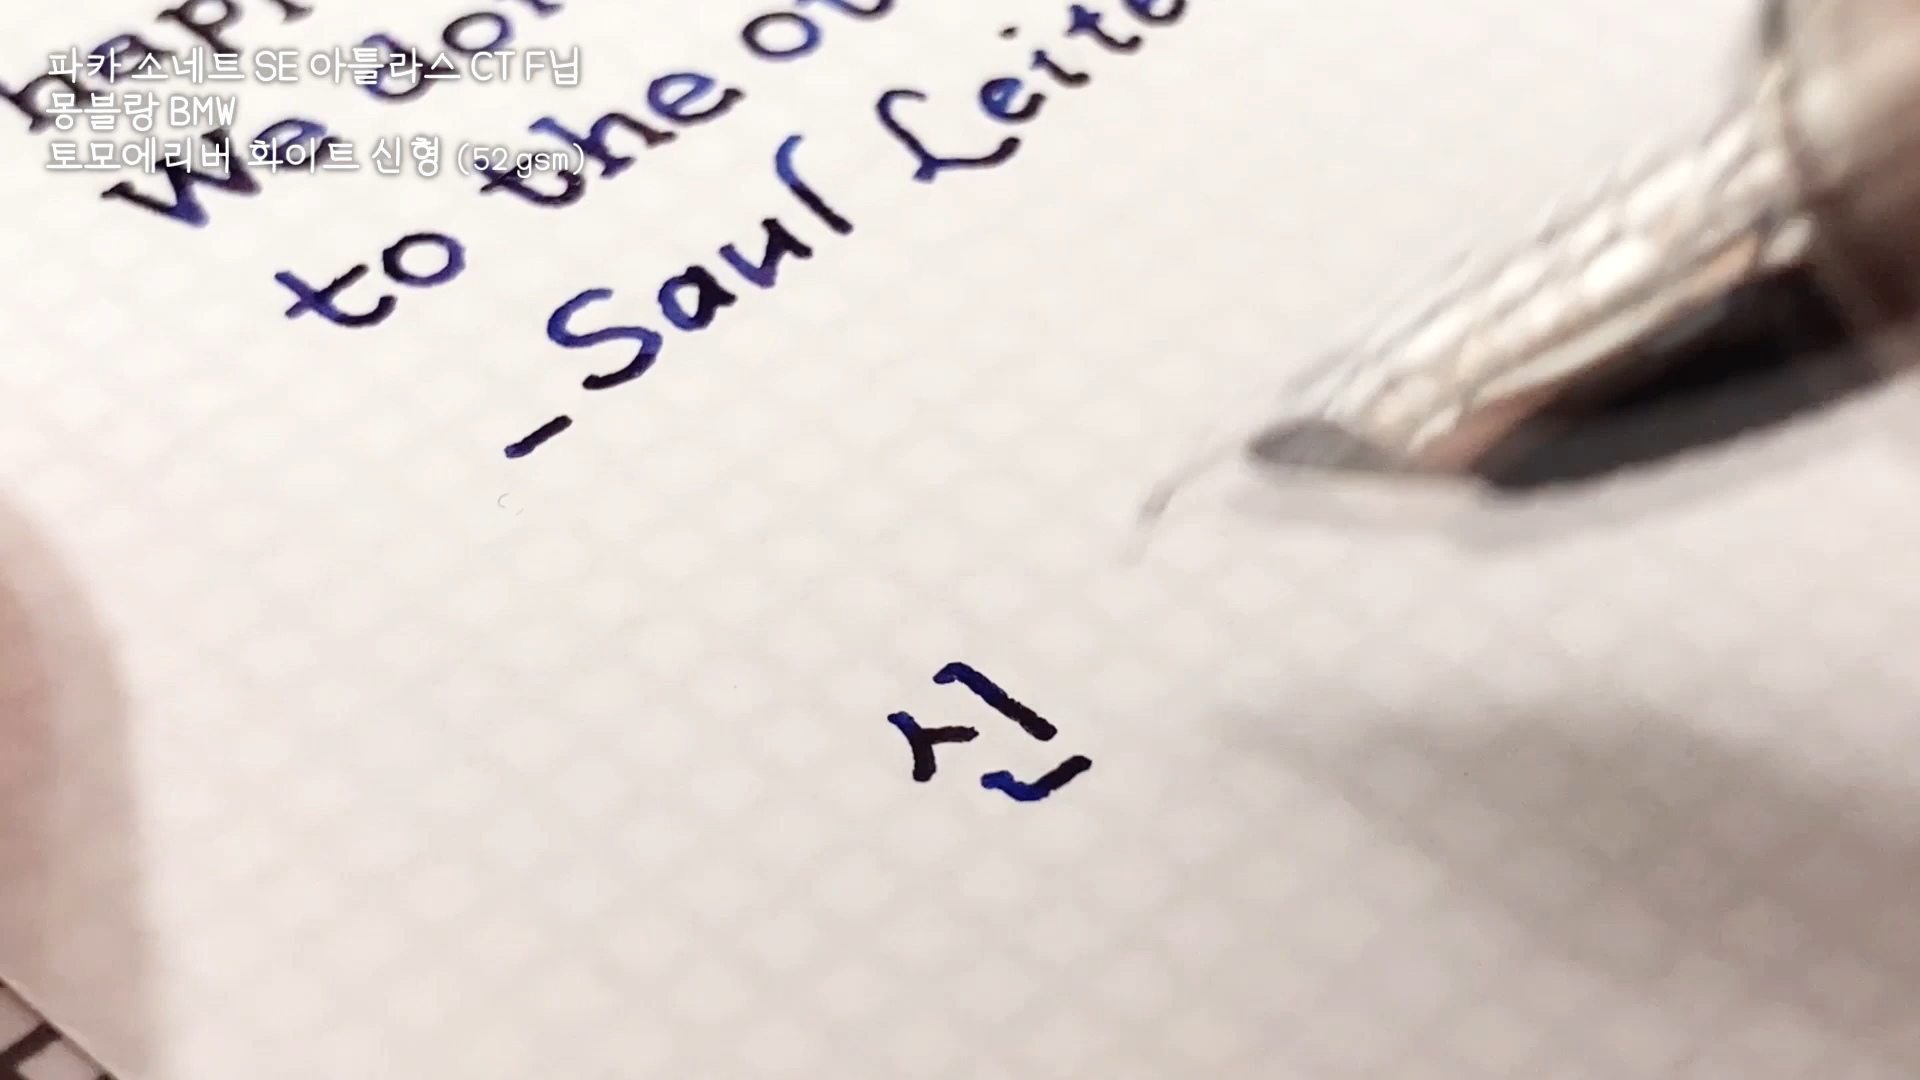 파카 소네트 SE 아틀라스 CT F닙
몽블랑 BMW
토모에리버 화이트 신형 (52gsm)
we
to the
- Saul Leite
진